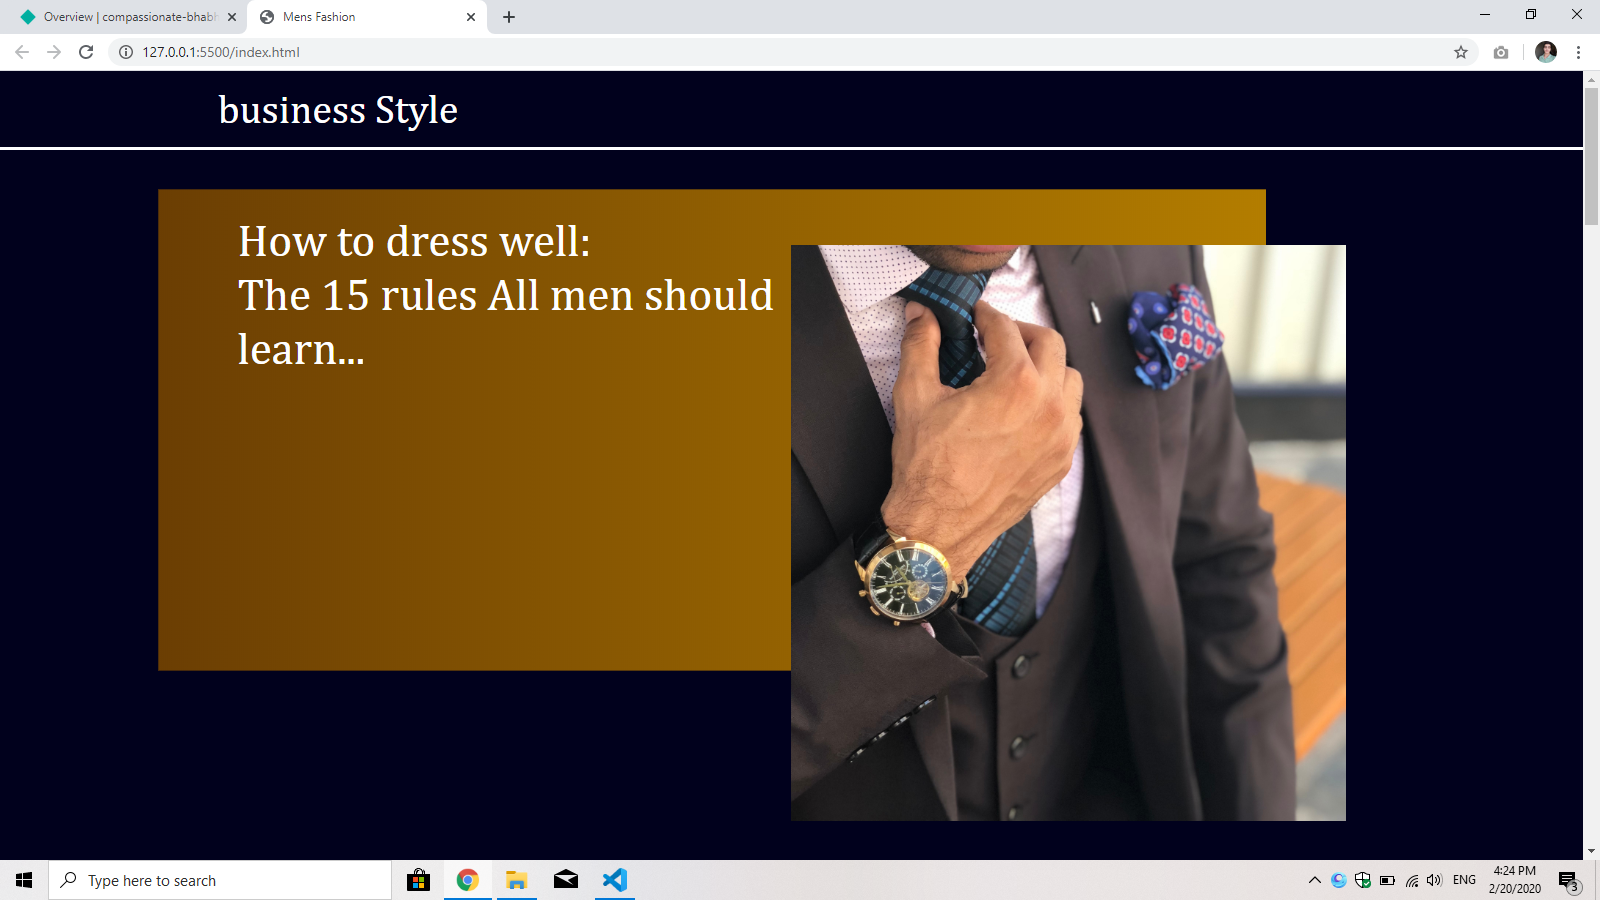 Overview | compassionate-bhabh
Mens Fashion
127.0.0.1:5500/index.html
business Style
How to dress well:
The 15 rules All men should
learn...
Type here to search
ENG
4:24 PM
2/20/2020
3